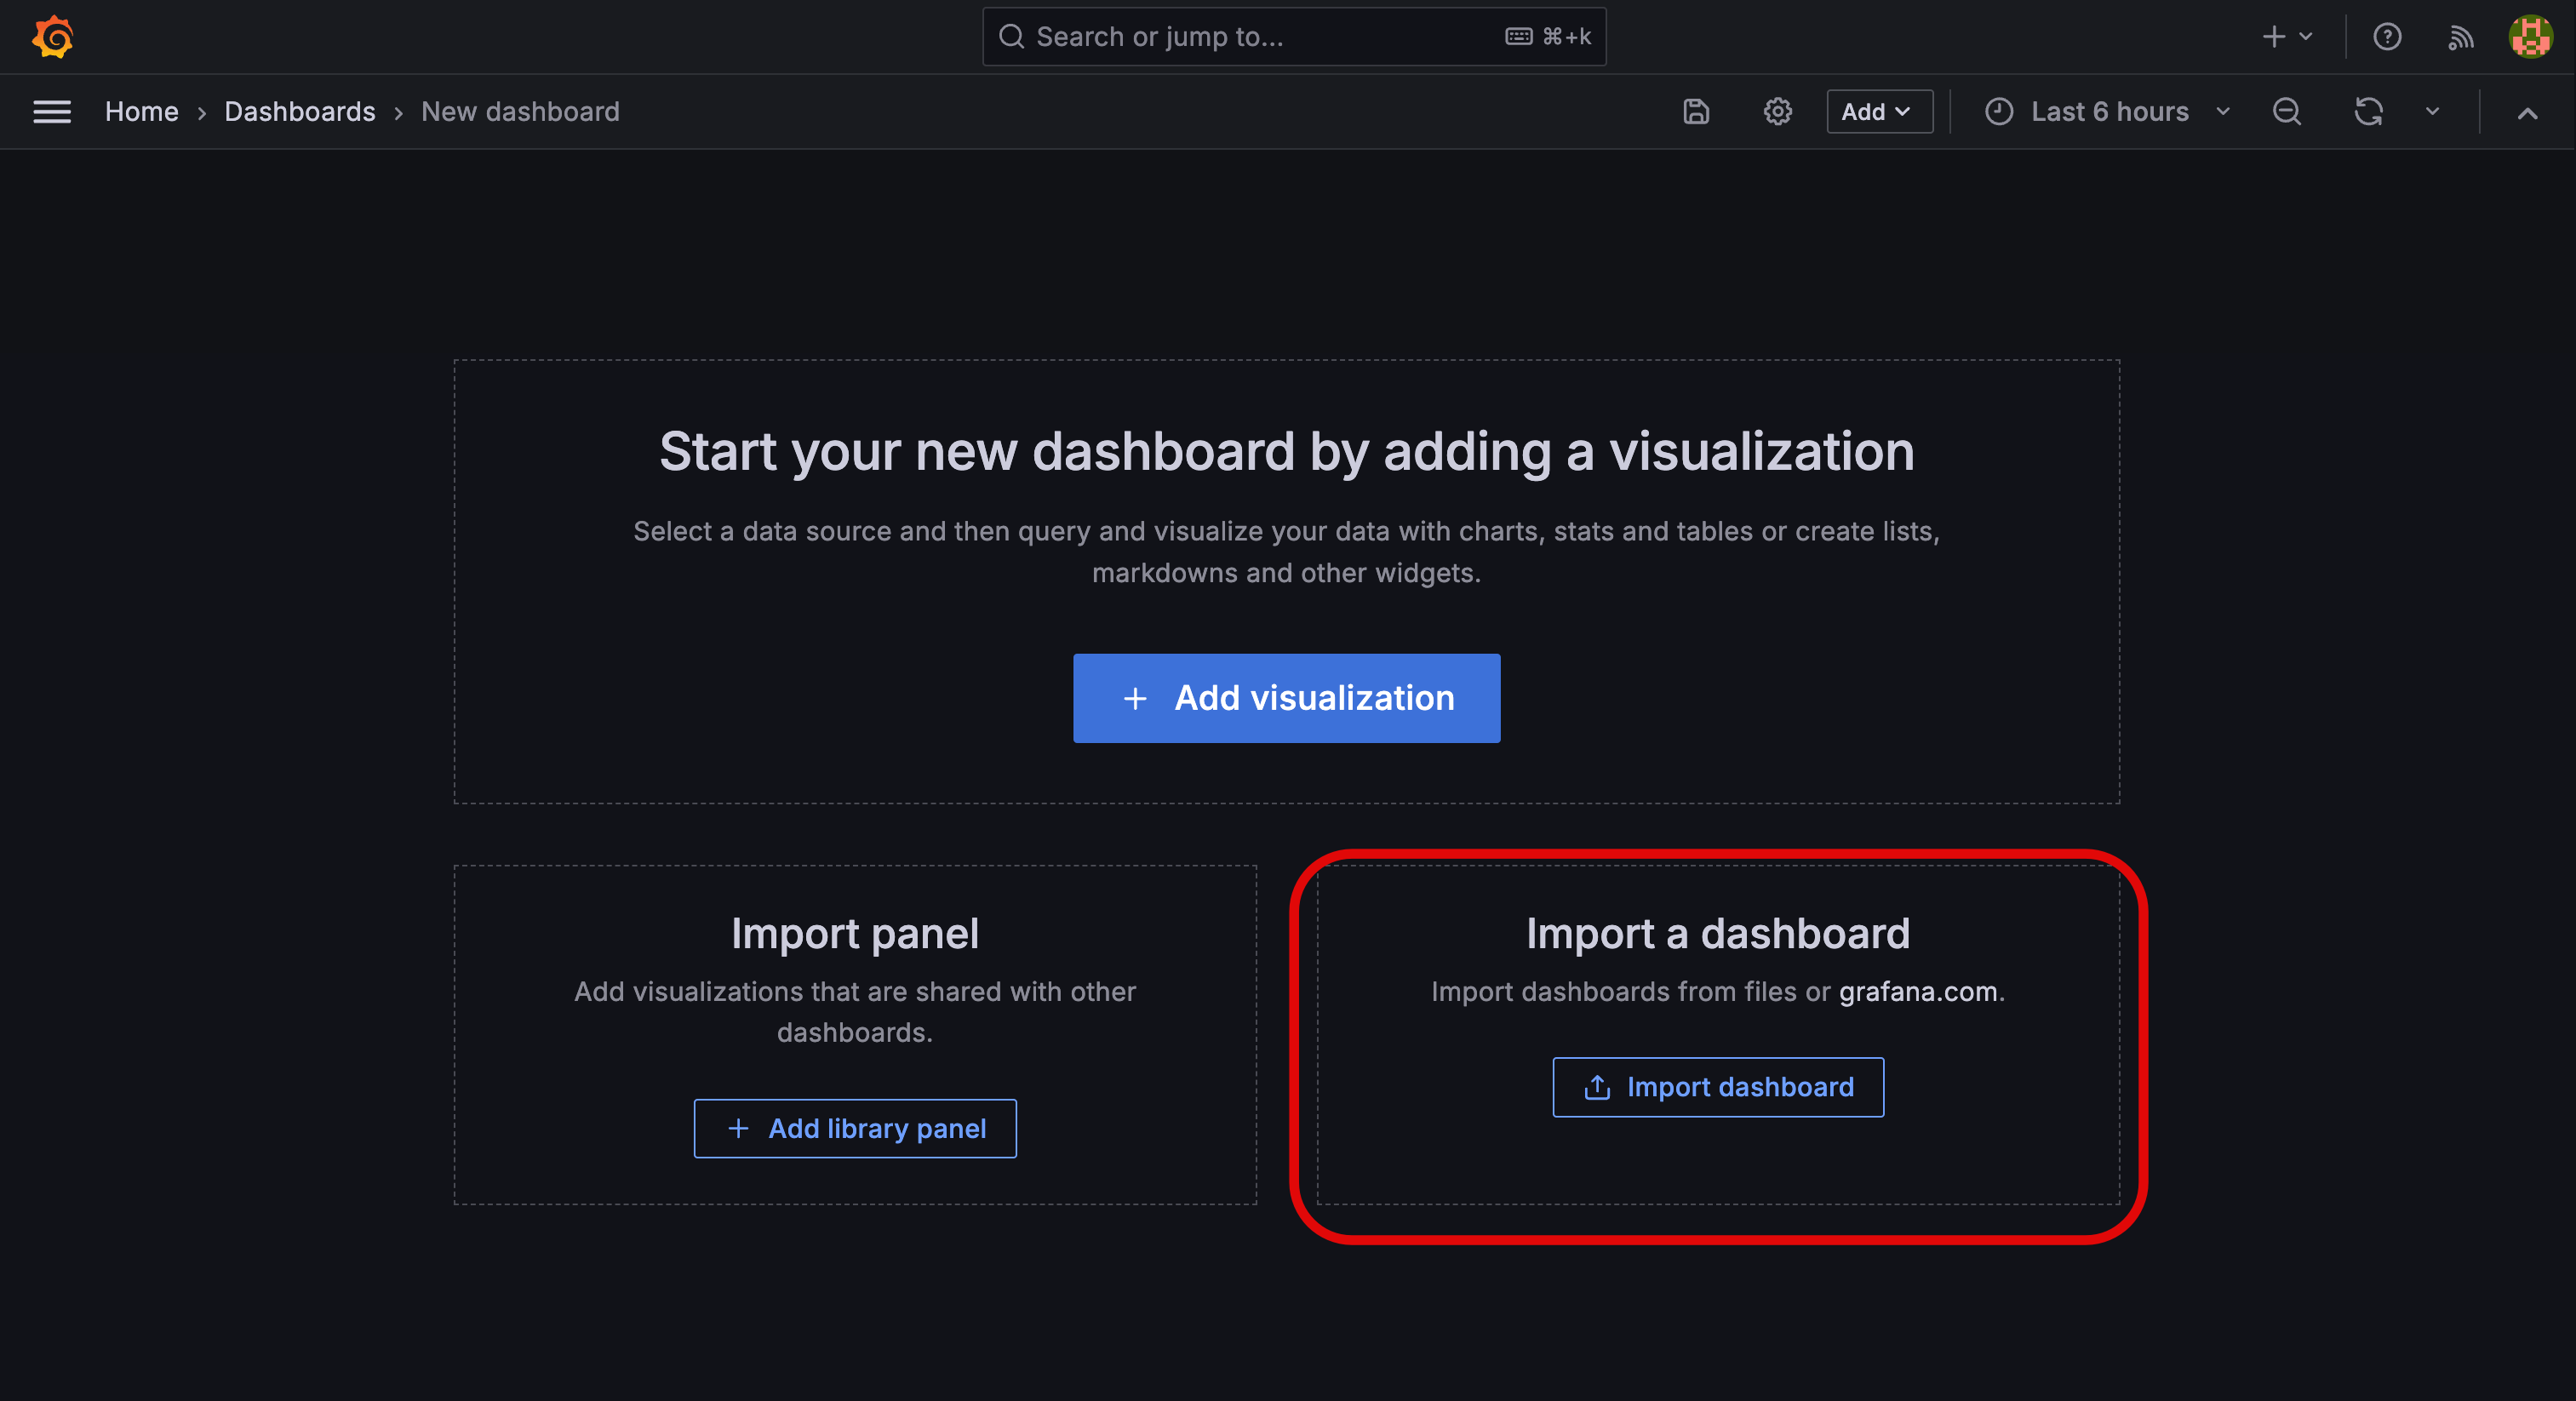 Search or jump to...
⌘+k
Home › Dashboards › New dashboard
Add
Last 6 hours
Start your new dashboard by adding a visualization
Select a data source and then query and visualize your data with charts, stats and tables or create lists,
markdowns and other widgets.
+ Add visualization
Import panel
Add visualizations that are shared with other
dashboards.
+ Add library panel
Import a dashboard
Import dashboards from files or grafana.com.
Import dashboard